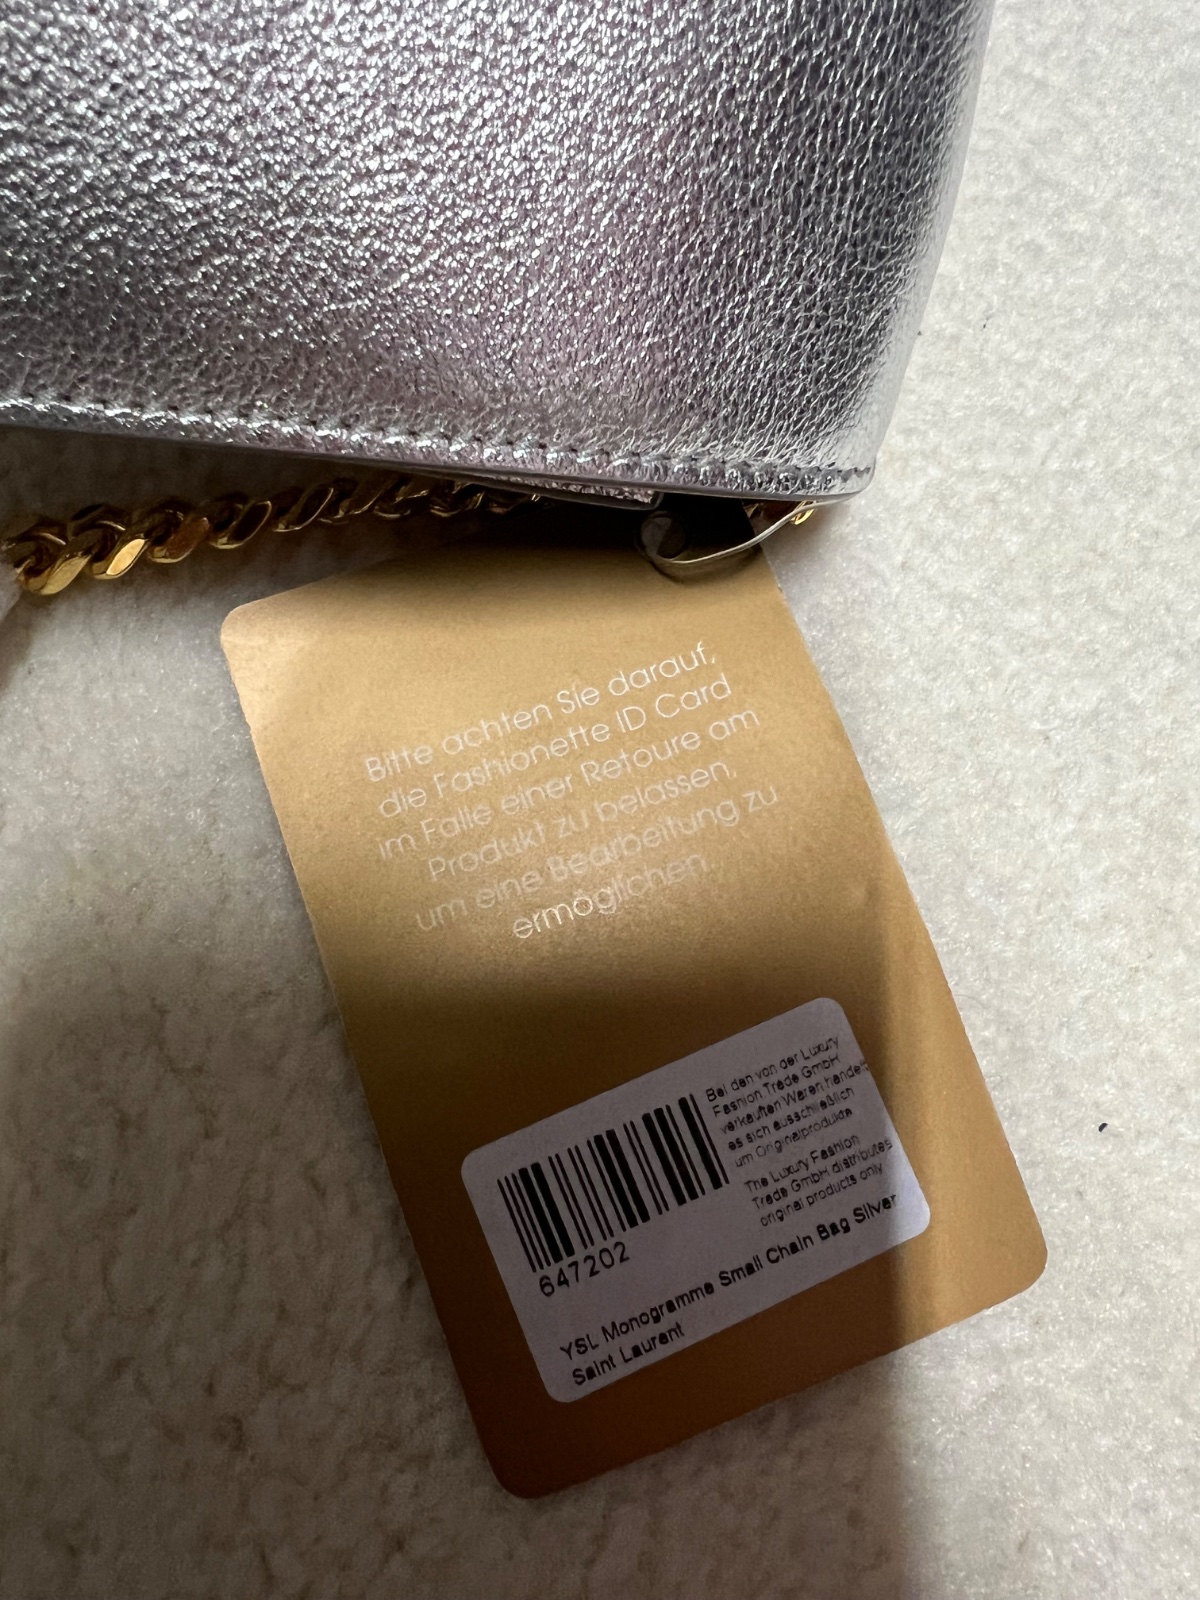 Bitte achten Sie darauf,
die Fashionette ID Card
im Falle einer Retoure am
Produkt zu belassen,
um eine Bearbeitung zu
ermöglichen.
Bei den von der Luxury
Fashion Trade GmbH
verkauften Waren handelt
es sich ausschließlich
um Originalprodukte
The Luxury Fashion
Trade GmbH distributes
original products only
647202
YSL Monogramme Small Chain Bag Silver
Saint Laurent